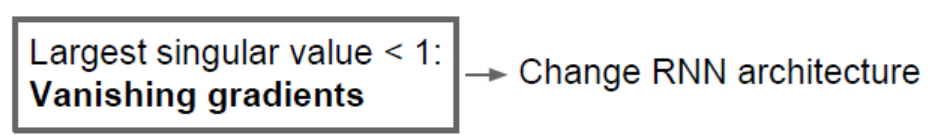 Largest singular value < 1:
Vanishing gradients
Change RNN architecture